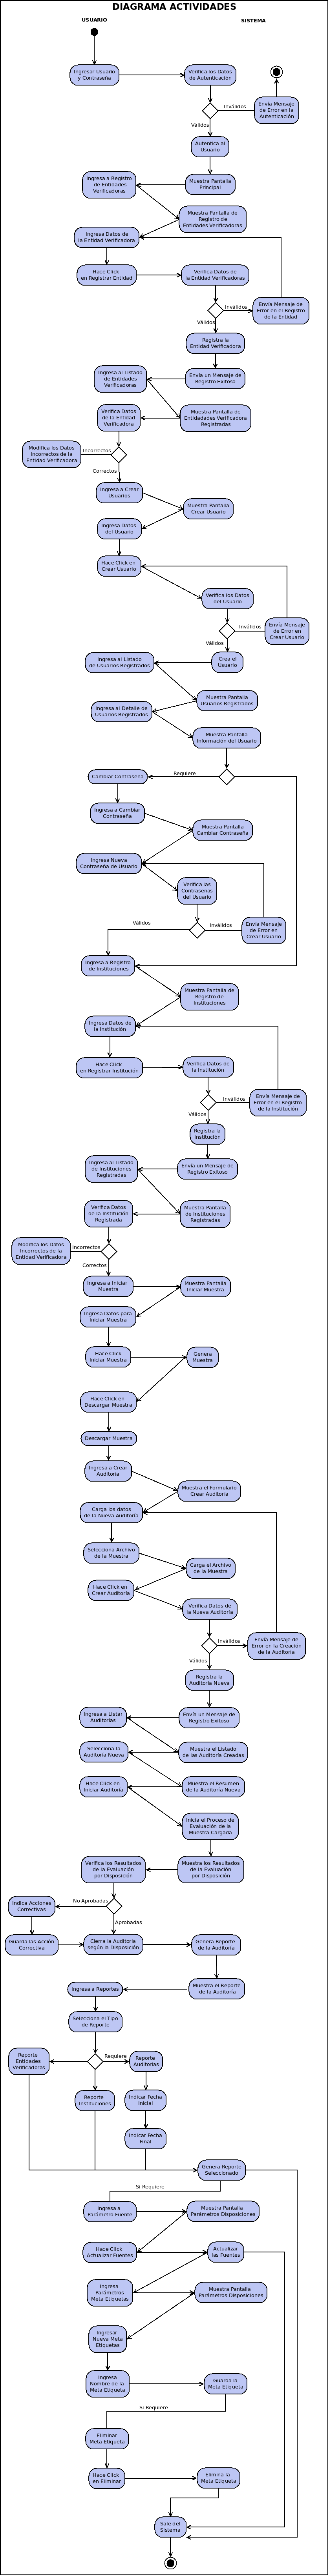 DIAGRAMA ACTIVIDADES
USUARIO
SISTEMA
Ingresar Usuario
y Contraseña
Verifica los Datos
de Autenticación
Inválidos
Envía Mensaje
de Error en la
Autenticación
Válidos
Autentica al
Usuario
Muestra Pantalla
Principal
Ingresa a Registro
de Entidades
Verificadoras
Muestra Pantalla de
Registro de
Entidades Verificadoras
Ingresa Datos de
la Entidad Verificadora
Hace Click
en Registrar Entidad
Verifica Datos de
la Entidad Verificadoras
Inválidos
Envía Mensaje de
Error en el Registro
de la Entidad
Válidos
Registra la
Entidad Verificadora
Envía un Mensaje de
Registro Exitoso
Ingresa al Listado
de Entidades
Verificadoras
Muestra Pantalla de
Entidadades Verificadora
Registradas
Verifica Datos
de la Entidad
Verificadora
Modifica los Datos
Incorrectos de la
Entidad Verificadora
Incorrectos
Correctos
Ingresa a Crear
Usuarios
Muestra Pantalla
Crear Usuario
Ingresa Datos
del Usuario
Hace Click en
Crear Usuario
Verifica los Datos
del Usuario
Inválidos
Envía Mensaje
de Error en
Crear Usuario
Válidos
Crea el
Usuario
Ingresa al Listado
de Usuarios Registrados
Muestra Pantalla
Usuarios Registrados
Ingresa al Detalle de
Usuarios Registrados
Muestra Pantalla
Información del Usuario
Requiere
Cambiar Contraseña
Ingresa a Cambiar
Contraseña
Muestra Pantalla
Cambiar Contraseña
Ingresa Nueva
Contraseña de Usuario
Verifica las
Contraseñas
del Usuario
Válidos
Inválidos
Envía Mensaje
de Error en
Crear Usuario
Ingresa a Registro
de Instituciones
Muestra Pantalla de
Registro de
Instituciones
Ingresa Datos de
la Institución
Hace Click
en Registrar Institución
Verifica Datos de
la Institución
Inválidos
Envía Mensaje de
Error en el Registro
de la Institución
Válidos
Registra la
Institución
Envía un Mensaje de
Registro Exitoso
Ingresa al Listado
de Instituciones
Registradas
Muestra Pantalla
de Instituciones
Registradas
Verifica Datos
de la Institución
Registrada
Modifica los Datos
Incorrectos de la
Entidad Verificadora
Incorrectos
Correctos
Ingresa a Iniciar
Muestra
Muestra Pantalla
Iniciar Muestra
Ingresa Datos para
Iniciar Muestra
Hace Click
Iniciar Muestra
Genera
Muestra
Hace Click en
Descargar Muestra
Descargar Muestra
Ingresa a Crear
Auditoría
Muestra el Formulario
Crear Auditoría
Carga los datos
de la Nueva Auditoría
Selecciona Archivo
de la Muestra
Carga el Archivo
de la Muestra
Hace Click en
Crear Auditoría
Verifica Datos de
la Nueva Auditoría
Inválidos
Envía Mensaje de
Error en la Creación
de la Auditoría
Válidos
Registra la
Auditoría Nueva
Envía un Mensaje de
Registro Exitoso
Ingresa a Listar
Auditorías
Muestra el Listado
de las Auditoría Creadas
Selecciona la
Auditoría Nueva
Muestra el Resumen
de la Auditoría Nueva
Hace Click en
Iniciar Auditoría
Inicia el Proceso de
Evaluación de la
Muestra Cargada
Muestra los Resultados
de la Evaluación
por Disposición
Verifica los Resultados
de la Evaluación
por Disposición
No Aprobadas
Indica Acciones
Correctivas
Aprobadas
Guarda las Acción
Correctiva
Cierra la Auditoría
según la Disposición
Genera Reporte
de la Auditoría
Muestra el Reporte
de la Auditoría
Ingresa a Reportes
Selecciona el Tipo
de Reporte
Requiere
Reporte
Entidades
Verificadoras
Reporte
Auditorías
Reporte
Instituciones
Indicar Fecha
Inicial
Indicar Fecha
Final
Genera Reporte
Seleccionado
Si Requiere
Ingresa a
Parámetro Fuente
Muestra Pantalla
Parámetros Disposiciones
Hace Click
Actualizar Fuentes
Actualizar
las Fuentes
Ingresa
Parámetros
Meta Etiquetas
Muestra Pantalla
Parámetros Disposiciones
Ingresar
Nueva Meta
Etiquetas
Ingresa
Nombre de la
Meta Etiqueta
Guarda la
Meta Etiqueta
Si Requiere
Eliminar
Meta Etiqueta
Hace Click
en Eliminar
Elimina la
Meta Etiqueta
Sale del
Sistema